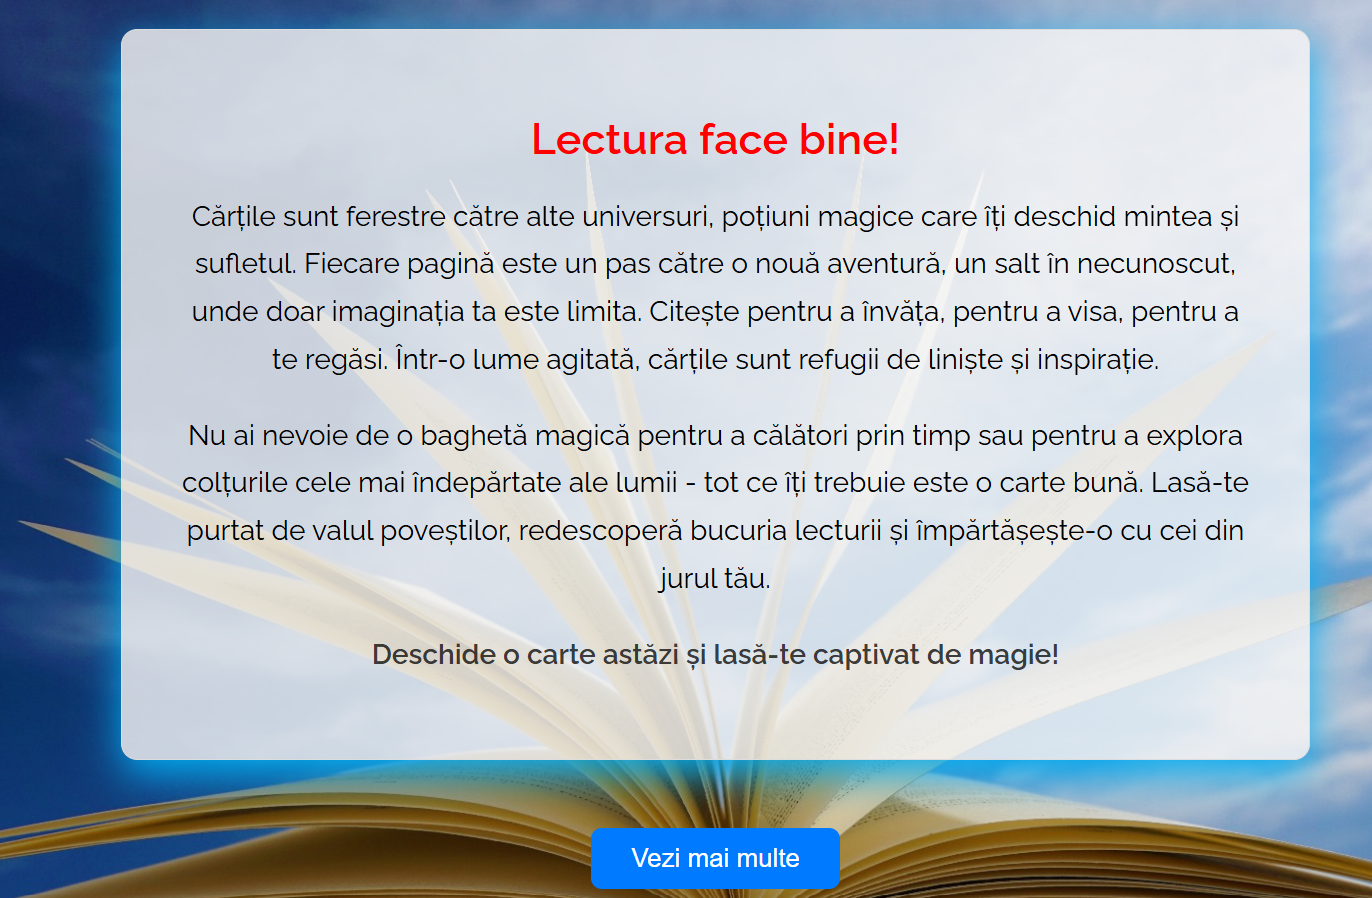 Lectura face bine!
Cărțile sunt ferestre către alte universuri, poțiuni magice care îți deschid mintea și
sufletul. Fiecare pagină este un pas către o nouă aventură, un salt în necunoscut,
unde doar imaginația ta este limita. Citește pentru a învăța, pentru a visa, pentru a
te regăsi. Într-o lume agitată, cărțile sunt refugii de liniște și inspirație.
Nu ai nevoie de o baghetă magică pentru a călători prin timp sau pentru a explora
colțurile cele mai îndepărtate ale lumii - tot ce îți trebuie este o carte bună. Lasă-te
purtat de valul poveștilor, redescoperă bucuria lecturii și împărtășește-o cu cei din
jurul tău.
Deschide o carte astăzi și lasă-te captivat de magie!
Vezi mai multe